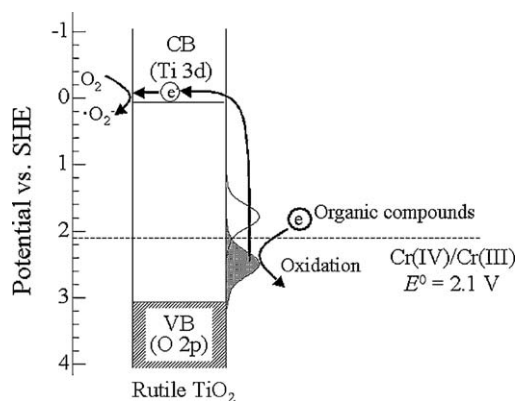 Potential vs. SHE
-1
0
1
2
3
4
CB
(Ti 3d)
O₂
·O₂⁻
e
e
Organic compounds
Oxidation
Cr(IV)/Cr(III)
E⁰ = 2.1 V
VB
(O 2p)
Rutile TiO₂